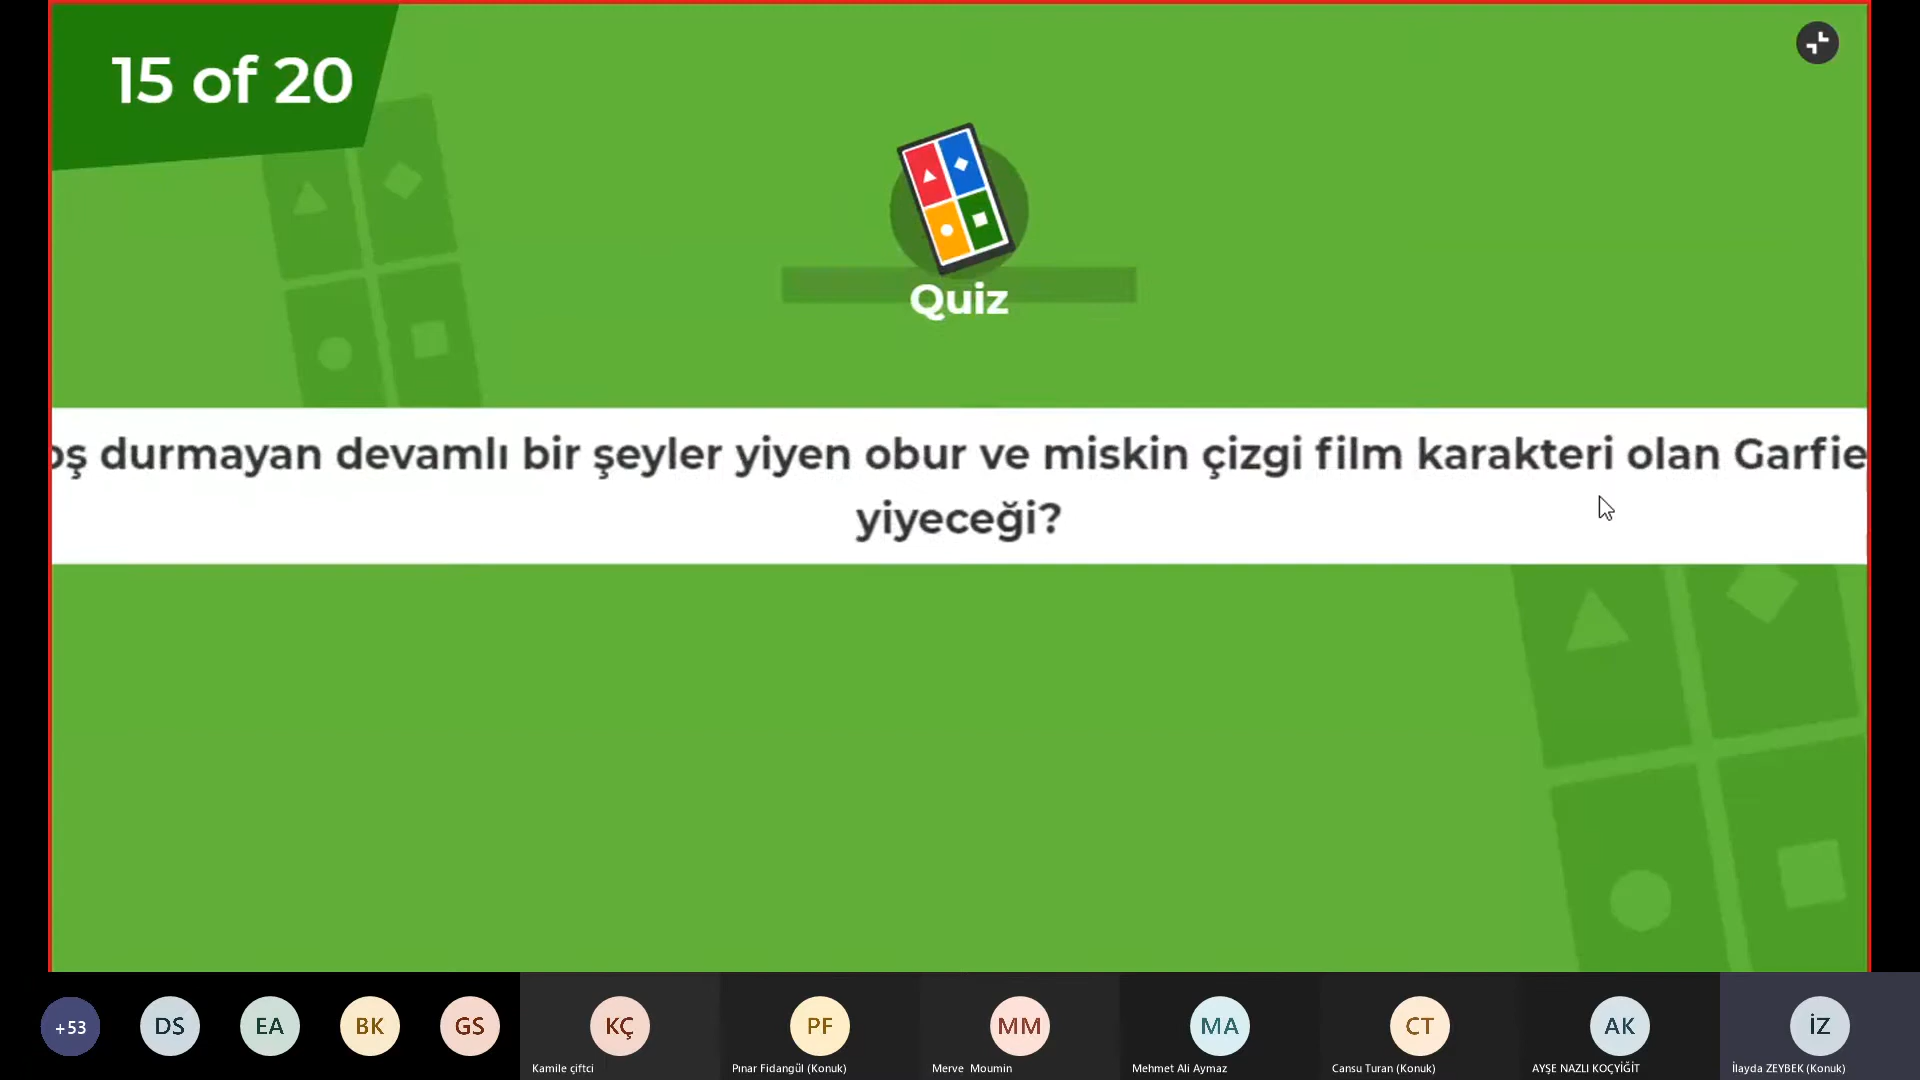 15 of 20
Quiz
durmayan devamlı bir şeyler yiyen obur ve miskin çizgi film karakteri olan Garfie
yiyeceği?
+53
DS
EA
BK
GS
KÇ
PF
MM
MA
CT
AK
İZ
Kamile çiftci
Pınar Fidangül (Konuk)
Merve Moumin
Mehmet Ali Aymaz
Cansu Turan (Konuk)
AYŞE NAZLI KOÇYİĞİT
İlayda ZEYBEK (Konuk)